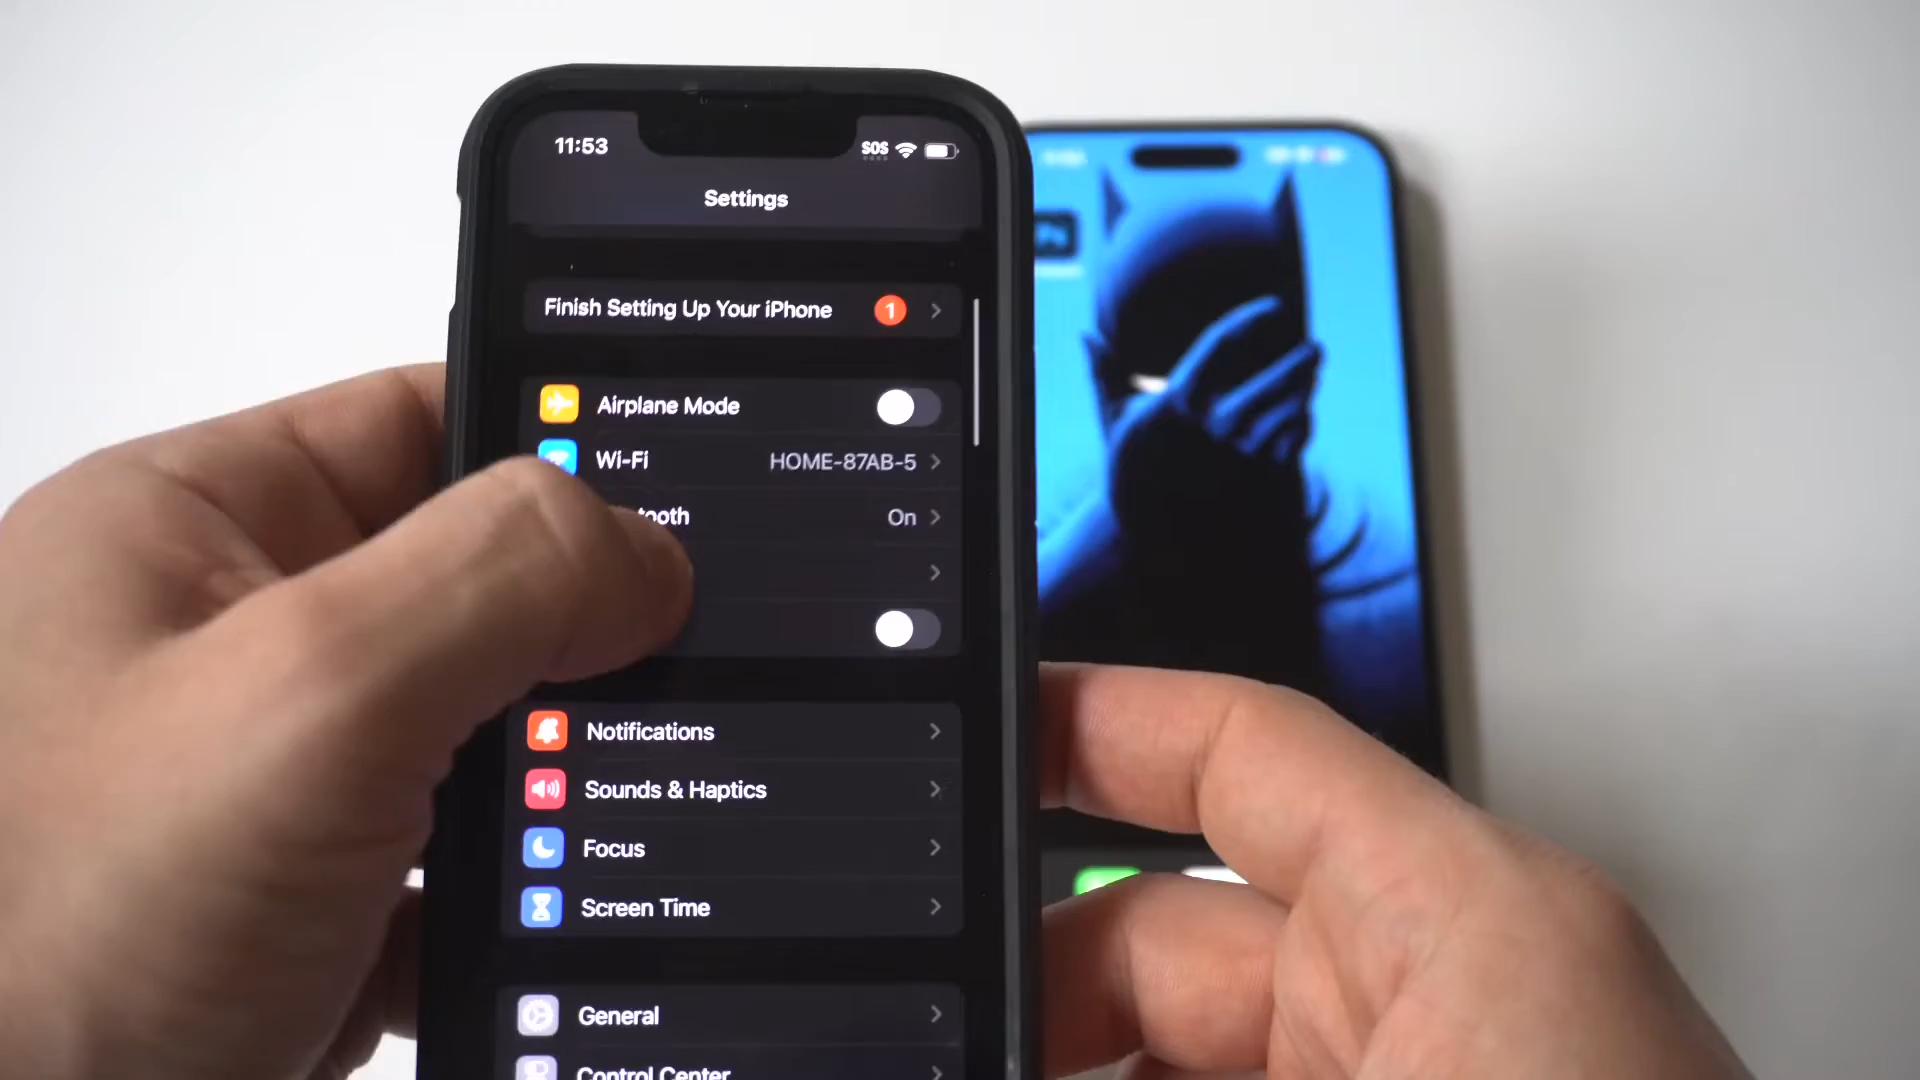 11:53 SOS
Settings
Finish Setting Up Your iPhone 1
Airplane Mode
Wi-Fi HOME-87AB-5
tooth On
Notifications
Sounds & Haptics
Focus
Screen Time
General
Control Center